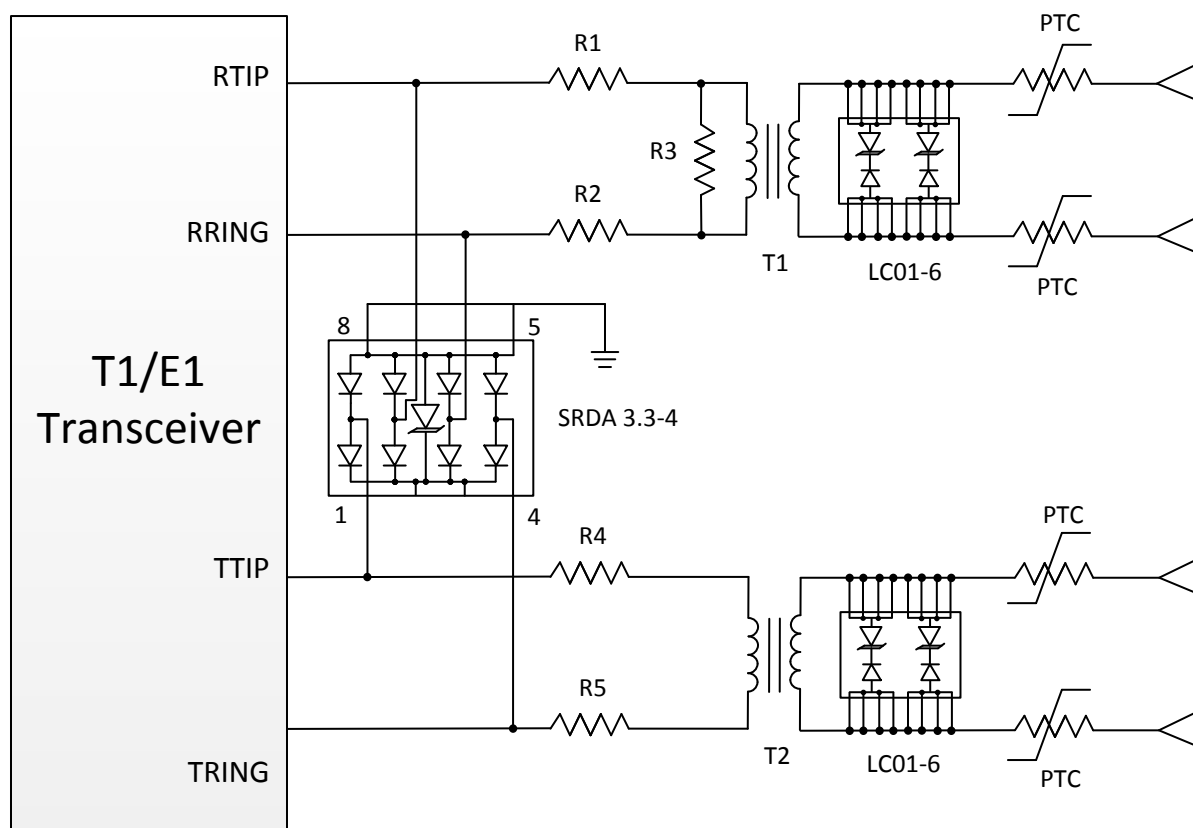 PTC
R1
RTIP
R3
R2
RRING
T1
LC01-6
PTC
8
5
T1/E1
Transceiver
SRDA 3.3-4
1
4
PTC
R4
TTIP
R5
T2
LC01-6
TRING
PTC